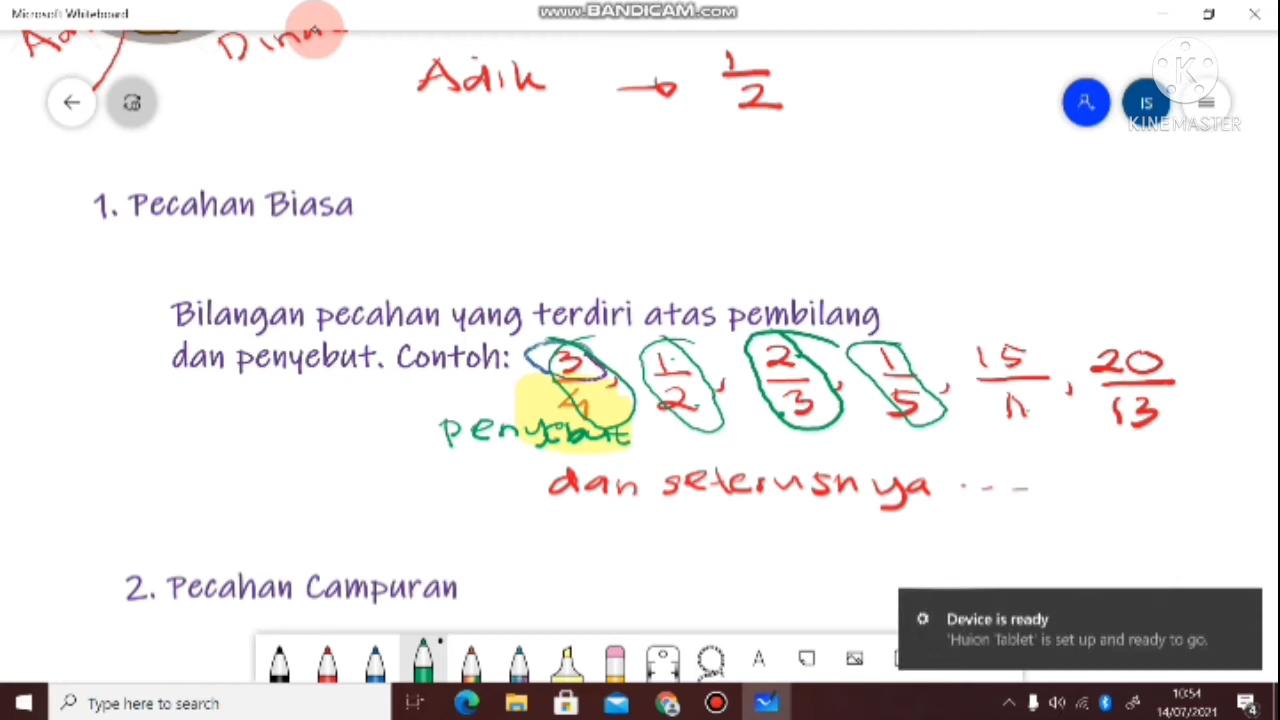 Microsoft Whiteboard
www.BANDICAM.com
Adik → 1/2
IS
KINEMASTER
1. Pecahan Biasa
Bilangan pecahan yang terdiri atas pembilang
dan penyebut. Contoh: 3/4, 1/2, 2/3, 1/5, 15/11, 20/13
penyebut
dan seterusnya ...
2. Pecahan Campuran
Device is ready
'Huion Tablet' is set up and ready to go.
Type here to search
10:54
14/07/2021